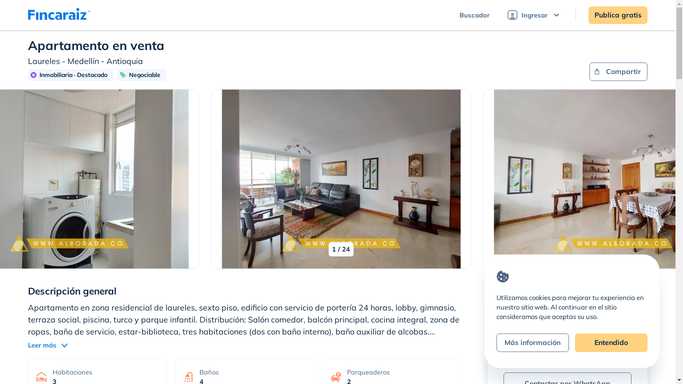 Fincaraiz
Buscador
Ingresar
Publica gratis
Apartamento en venta
Laureles - Medellín - Antioquia
Inmobiliaria · Destacado
Negociable
Compartir
WWW.ALBORADA.CO
WWW.ALBORADA.CO
WWW.ALBORADA.CO
1 / 24
Descripción general
Apartamento en zona residencial de laureles, sexto piso, edificio con servicio de portería 24 horas, lobby, gimnasio,
terraza social, piscina, turco y parque infantil. Distribución: Salón comedor, balcón principal, cocina integral, zona de
ropas, baño de servicio, estar-biblioteca, tres habitaciones (dos con baño interno), baño auxiliar de alcobas....
Leer más
Habitaciones
3
Baños
4
Parqueaderos
2
Utilizamos cookies para mejorar tu experiencia en
nuestro sitio web. Al continuar en el sitio
consideramos que aceptas su uso.
Más información
Entendido
Contactar por WhatsApp